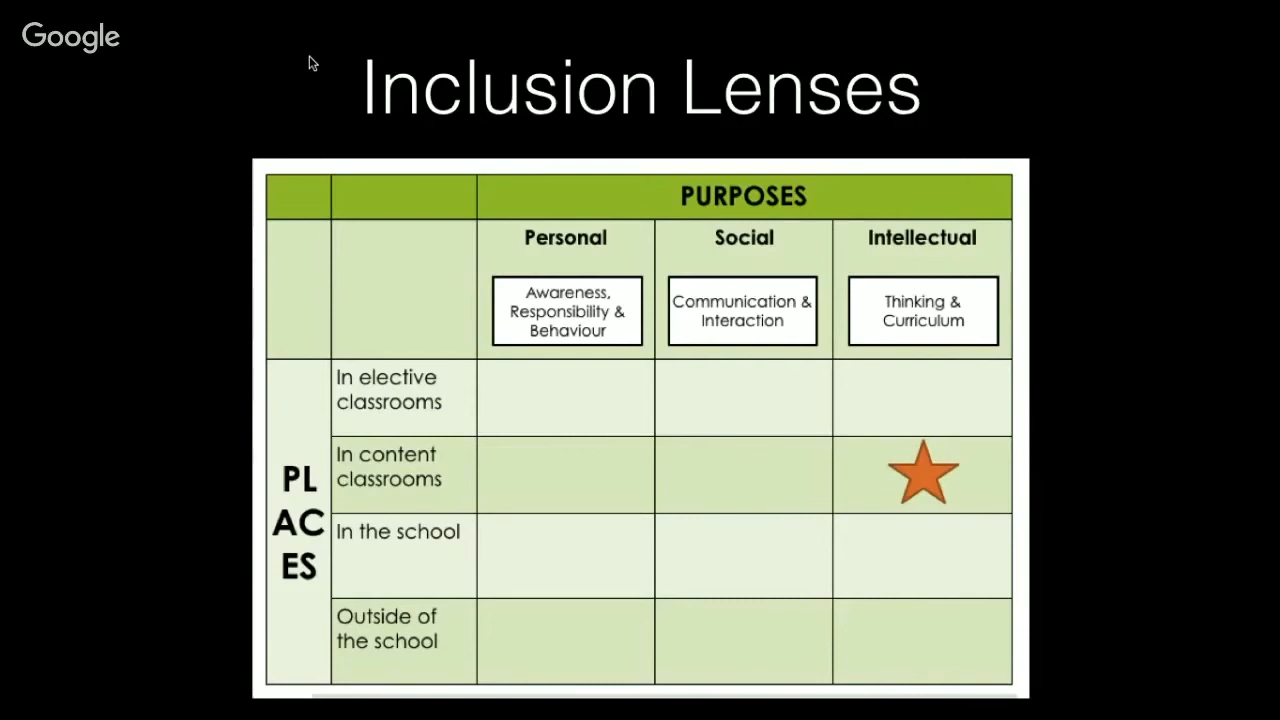 Google
Inclusion Lenses
PURPOSES
Personal
Social
Intellectual
Awareness,
Responsibility &
Behaviour
Communication &
Interaction
Thinking &
Curriculum
PL
AC
ES
In elective
classrooms
In content
classrooms
In the school
Outside of
the school